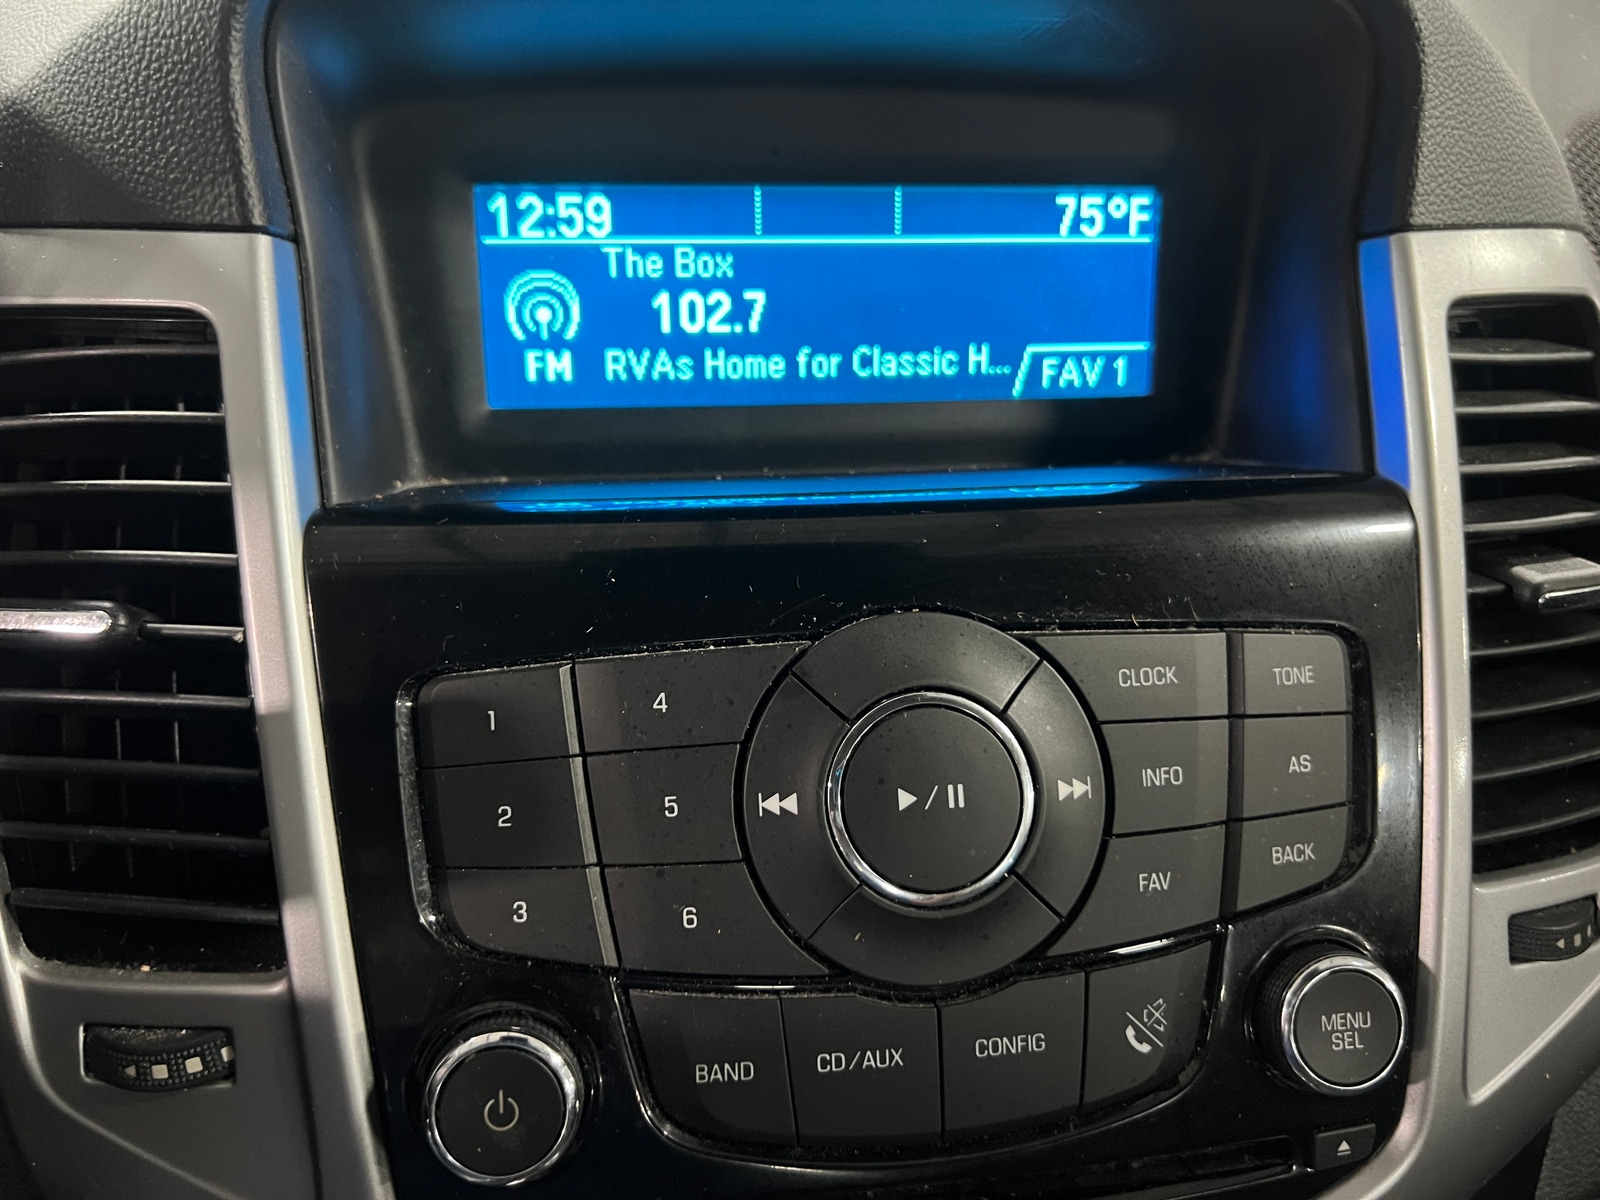 12:59 75°F
The Box
102.7
FM RVAs Home for Classic H... FAV 1
1 4 CLOCK TONE
2 5 INFO AS
3 6 FAV BACK
BAND CD/AUX CONFIG
MENU
SEL